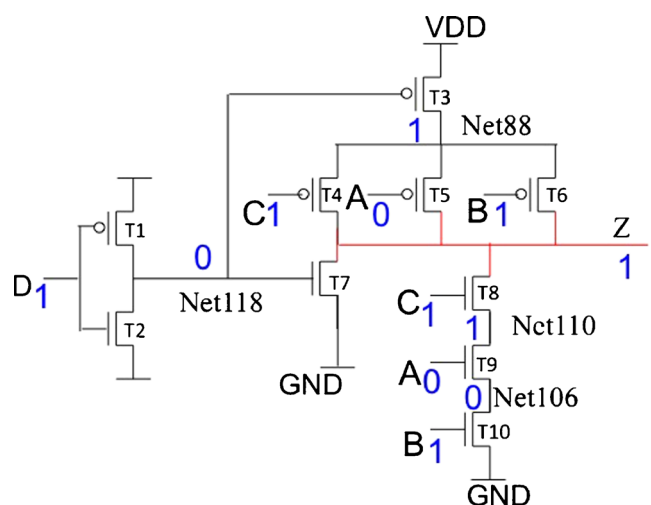 VDD
T3
1
Net88
C1
T4
A0
T5
B1
T6
T1
0
Z
1
D1
Net118
T7
C1
T8
T2
1
Nct110
GND
A0
T9
0
Net106
B1
T10
GND